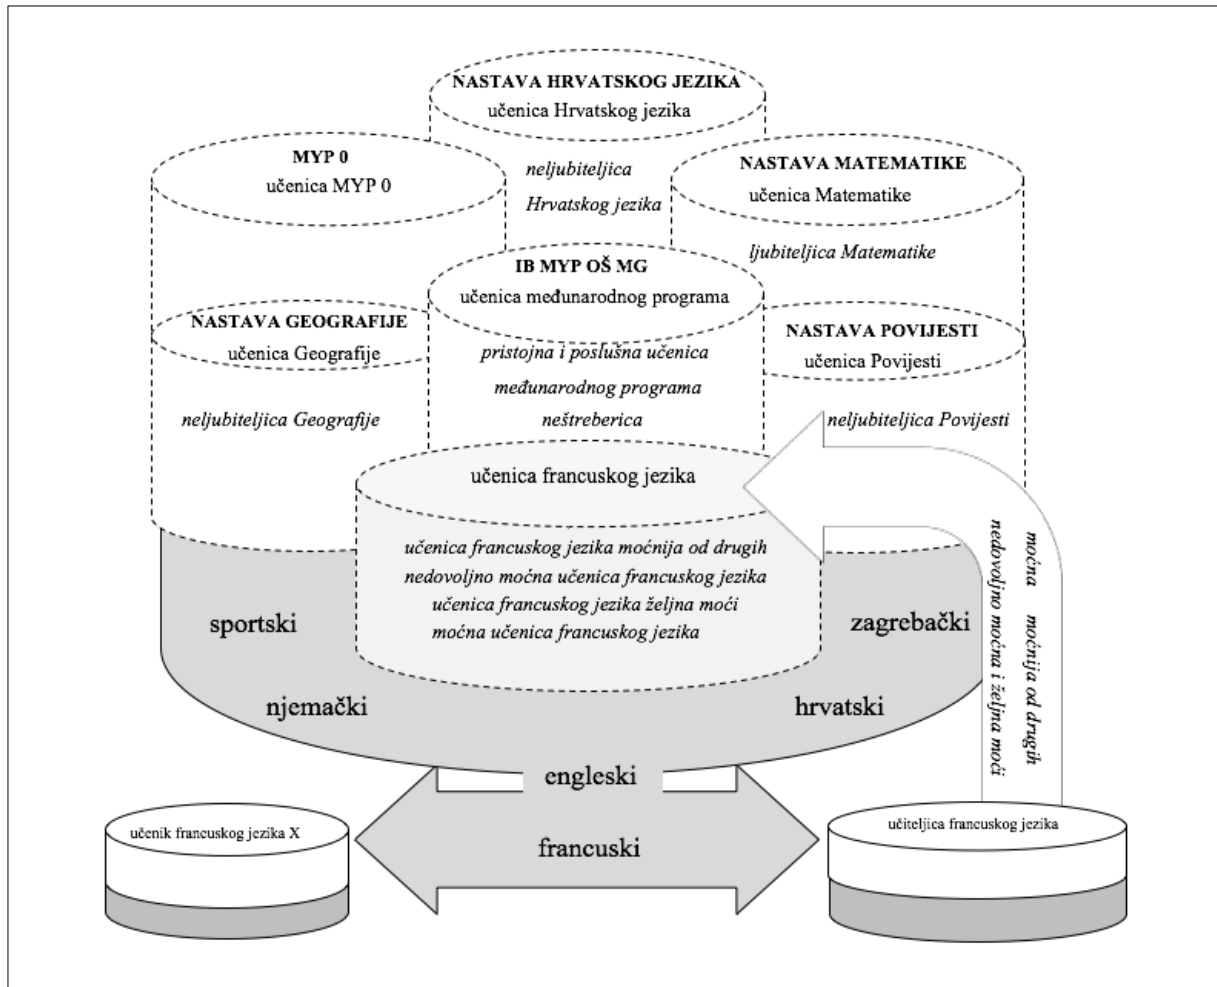 NASTAVA HRVATSKOG JEZIKA
učenica Hrvatskog jezika
neljubiteljica
Hrvatskog jezika
MYP 0
učenica MYP 0
NASTAVA MATEMATIKE
učenica Matematike
ljubiteljica Matematike
IB MYP OŠ MG
učenica međunarodnog programa
pristojna i poslušna učenica
međunarodnog programa
neštreberica
NASTAVA GEOGRAFIJE
učenica Geografije
neljubiteljica Geografije
NASTAVA POVIJESTI
učenica Povijesti
neljubiteljica Povijesti
učenica francuskog jezika
učenica francuskog jezika moćnija od drugih
nedovoljno moćna učenica francuskog jezika
učenica francuskog jezika željna moći
moćna učenica francuskog jezika
moćna moćnija od drugih
nedovoljno moćna i željna moći
sportski
zagrebački
njemački
hrvatski
engleski
francuski
učenik francuskog jezika X
učiteljica francuskog jezika